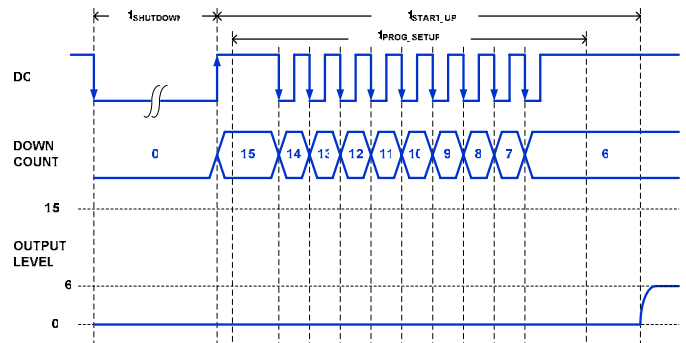 tSHUTDOWN
tSTART_UP
tPROG_SETUP
DC
DOWN COUNT
0 15 14 13 12 11 10 9 8 7 6
15
OUTPUT LEVEL
6
0